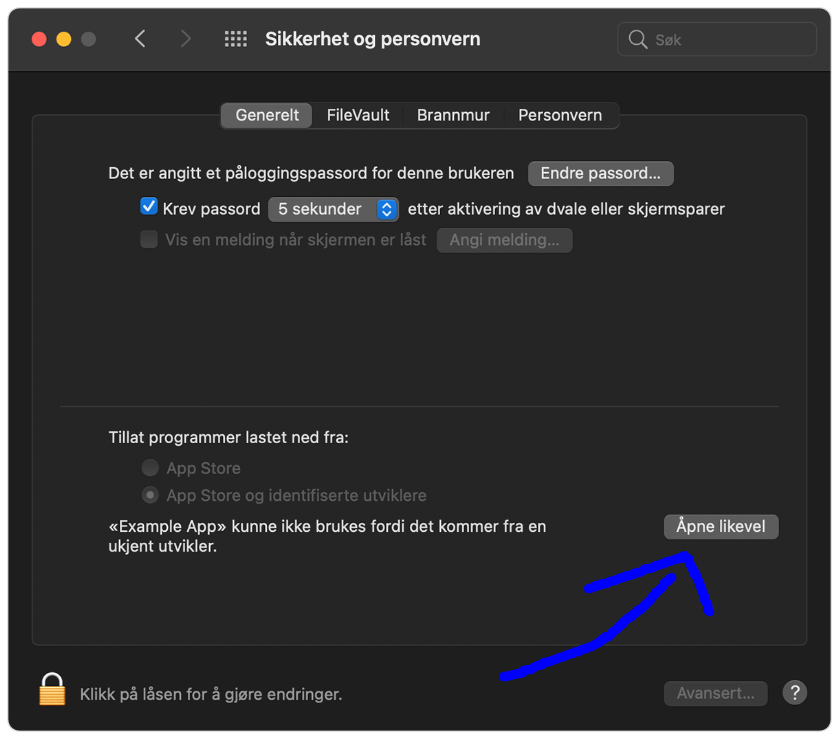 Sikkerhet og personvern
Søk
Generelt FileVault Brannmur Personvern
Det er angitt et påloggingspassord for denne brukeren Endre passord...
Krev passord 5 sekunder etter aktivering av dvale eller skjermsparer
Vis en melding når skjermen er låst Angi melding...
Tillat programmer lastet ned fra:
App Store
App Store og identifiserte utviklere
«Example App» kunne ikke brukes fordi det kommer fra en
ukjent utvikler.
Åpne likevel
Klikk på låsen for å gjøre endringer.
Avansert... ?